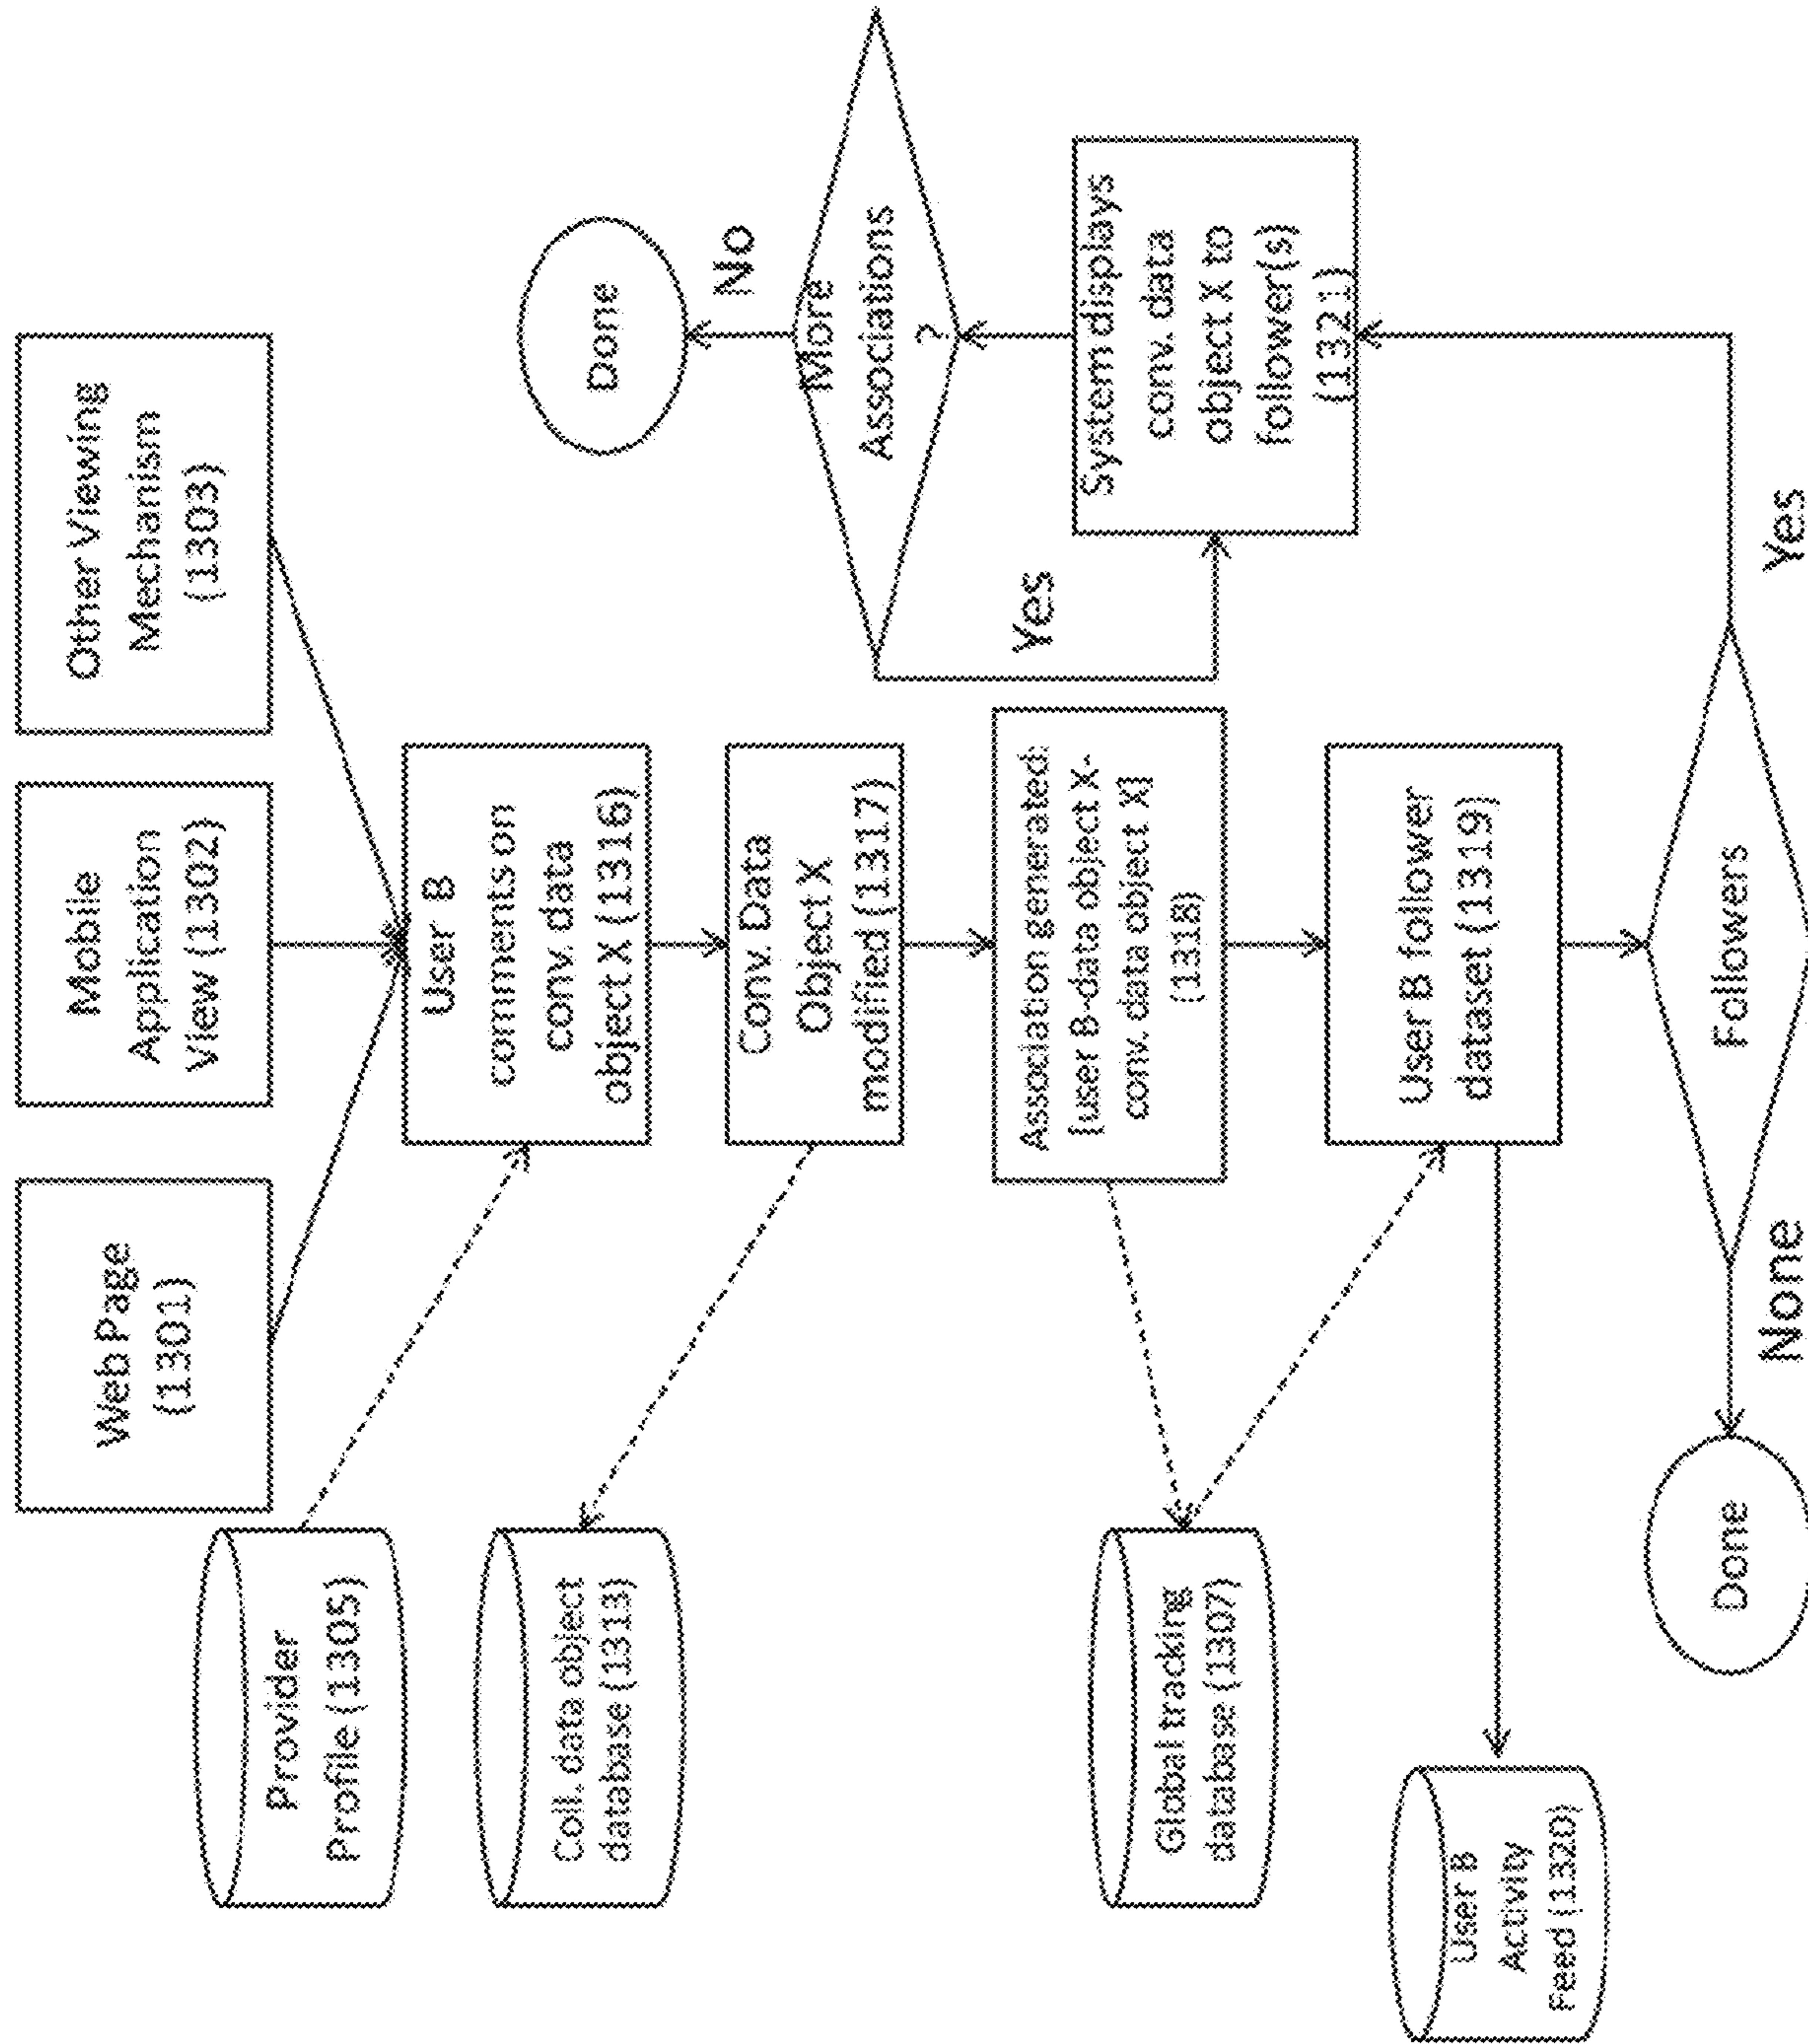 Web Page
(1301)
Mobile
Application
View (1302)
Other Viewing
Mechanism
(1303)
Provider
Profile (1305)
User B
comments on
conv. data
object X (1316)
Coll. data object
database (1313)
Conv. Data
Object X
modified (1317)
Association generated:
[user B-data object X-
conv. data object X]
(1318)
Global tracking
database (1307)
User B follower
dataset (1319)
User B
Activity
Feed (1320)
Followers
None
Done
Yes
System displays
conv. data
object X to
follower(s)
(1321)
More
Associations
?
Yes
No
Done